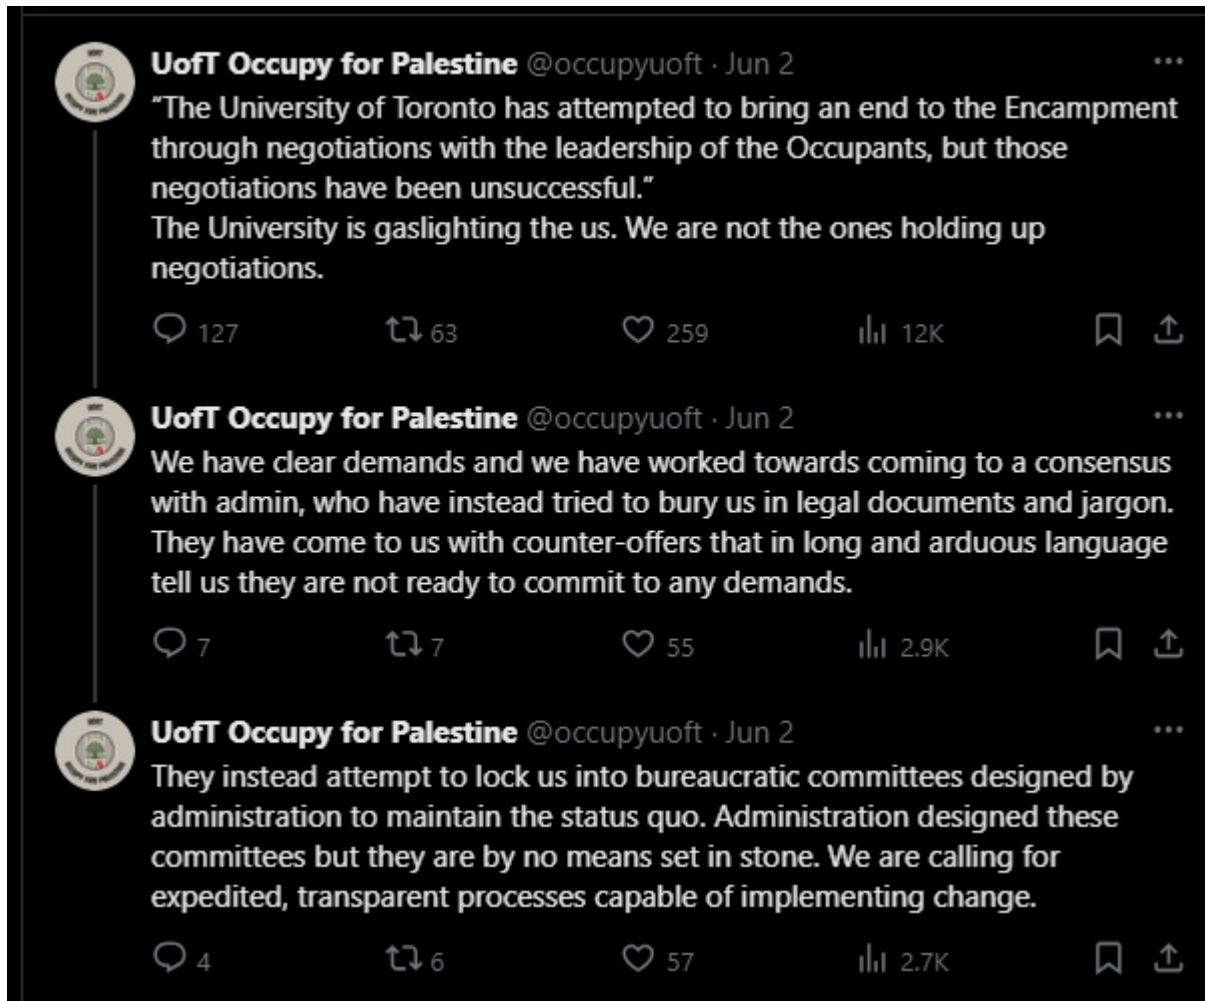 UofT Occupy for Palestine @occupyuoft · Jun 2
“The University of Toronto has attempted to bring an end to the Encampment
through negotiations with the leadership of the Occupants, but those
negotiations have been unsuccessful.”
The University is gaslighting the us. We are not the ones holding up
negotiations.
127 63 259 12K
UofT Occupy for Palestine @occupyuoft · Jun 2
We have clear demands and we have worked towards coming to a consensus
with admin, who have instead tried to bury us in legal documents and jargon.
They have come to us with counter-offers that in long and arduous language
tell us they are not ready to commit to any demands.
7 7 55 2.9K
UofT Occupy for Palestine @occupyuoft · Jun 2
They instead attempt to lock us into bureaucratic committees designed by
administration to maintain the status quo. Administration designed these
committees but they are by no means set in stone. We are calling for
expedited, transparent processes capable of implementing change.
4 6 57 2.7K